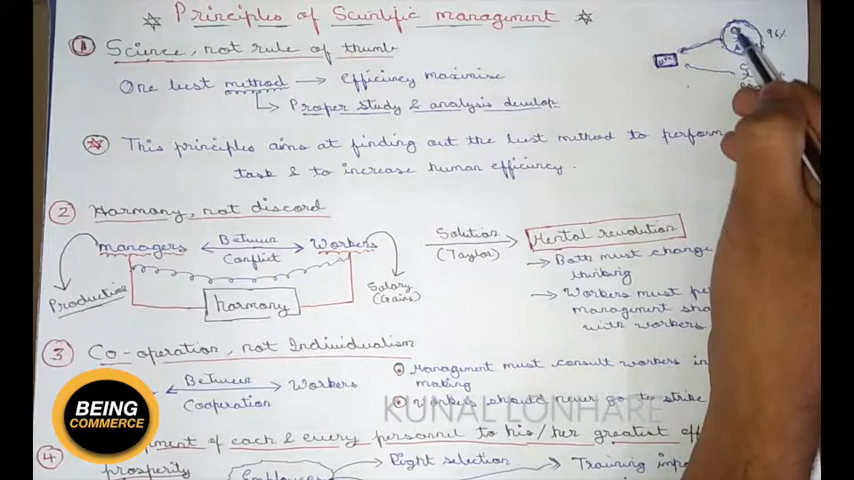 Principles of Scientific management
① Science, not rule of thumb
One best method → efficiency maximise
→ Proper study & analysis develop
96%
This principles aims at finding out the best method to perform
task & to increase human efficiency.
② Harmony, not discord
managers Between Conflict Workers
Production
harmony
Salary (Gains)
Solution (Taylor)
Mental revolution
→ Both must change
thinking
→ Workers must
management
with workers
③ Co-operation, not Individualism
Between Cooperation Workers
Management must consult workers in
making
workers should never go to strike
KUNAL LONHARE
BEING
COMMERCE
④ of each & every personnel to his/her greatest
prosperity
Employees
Right selection
Training